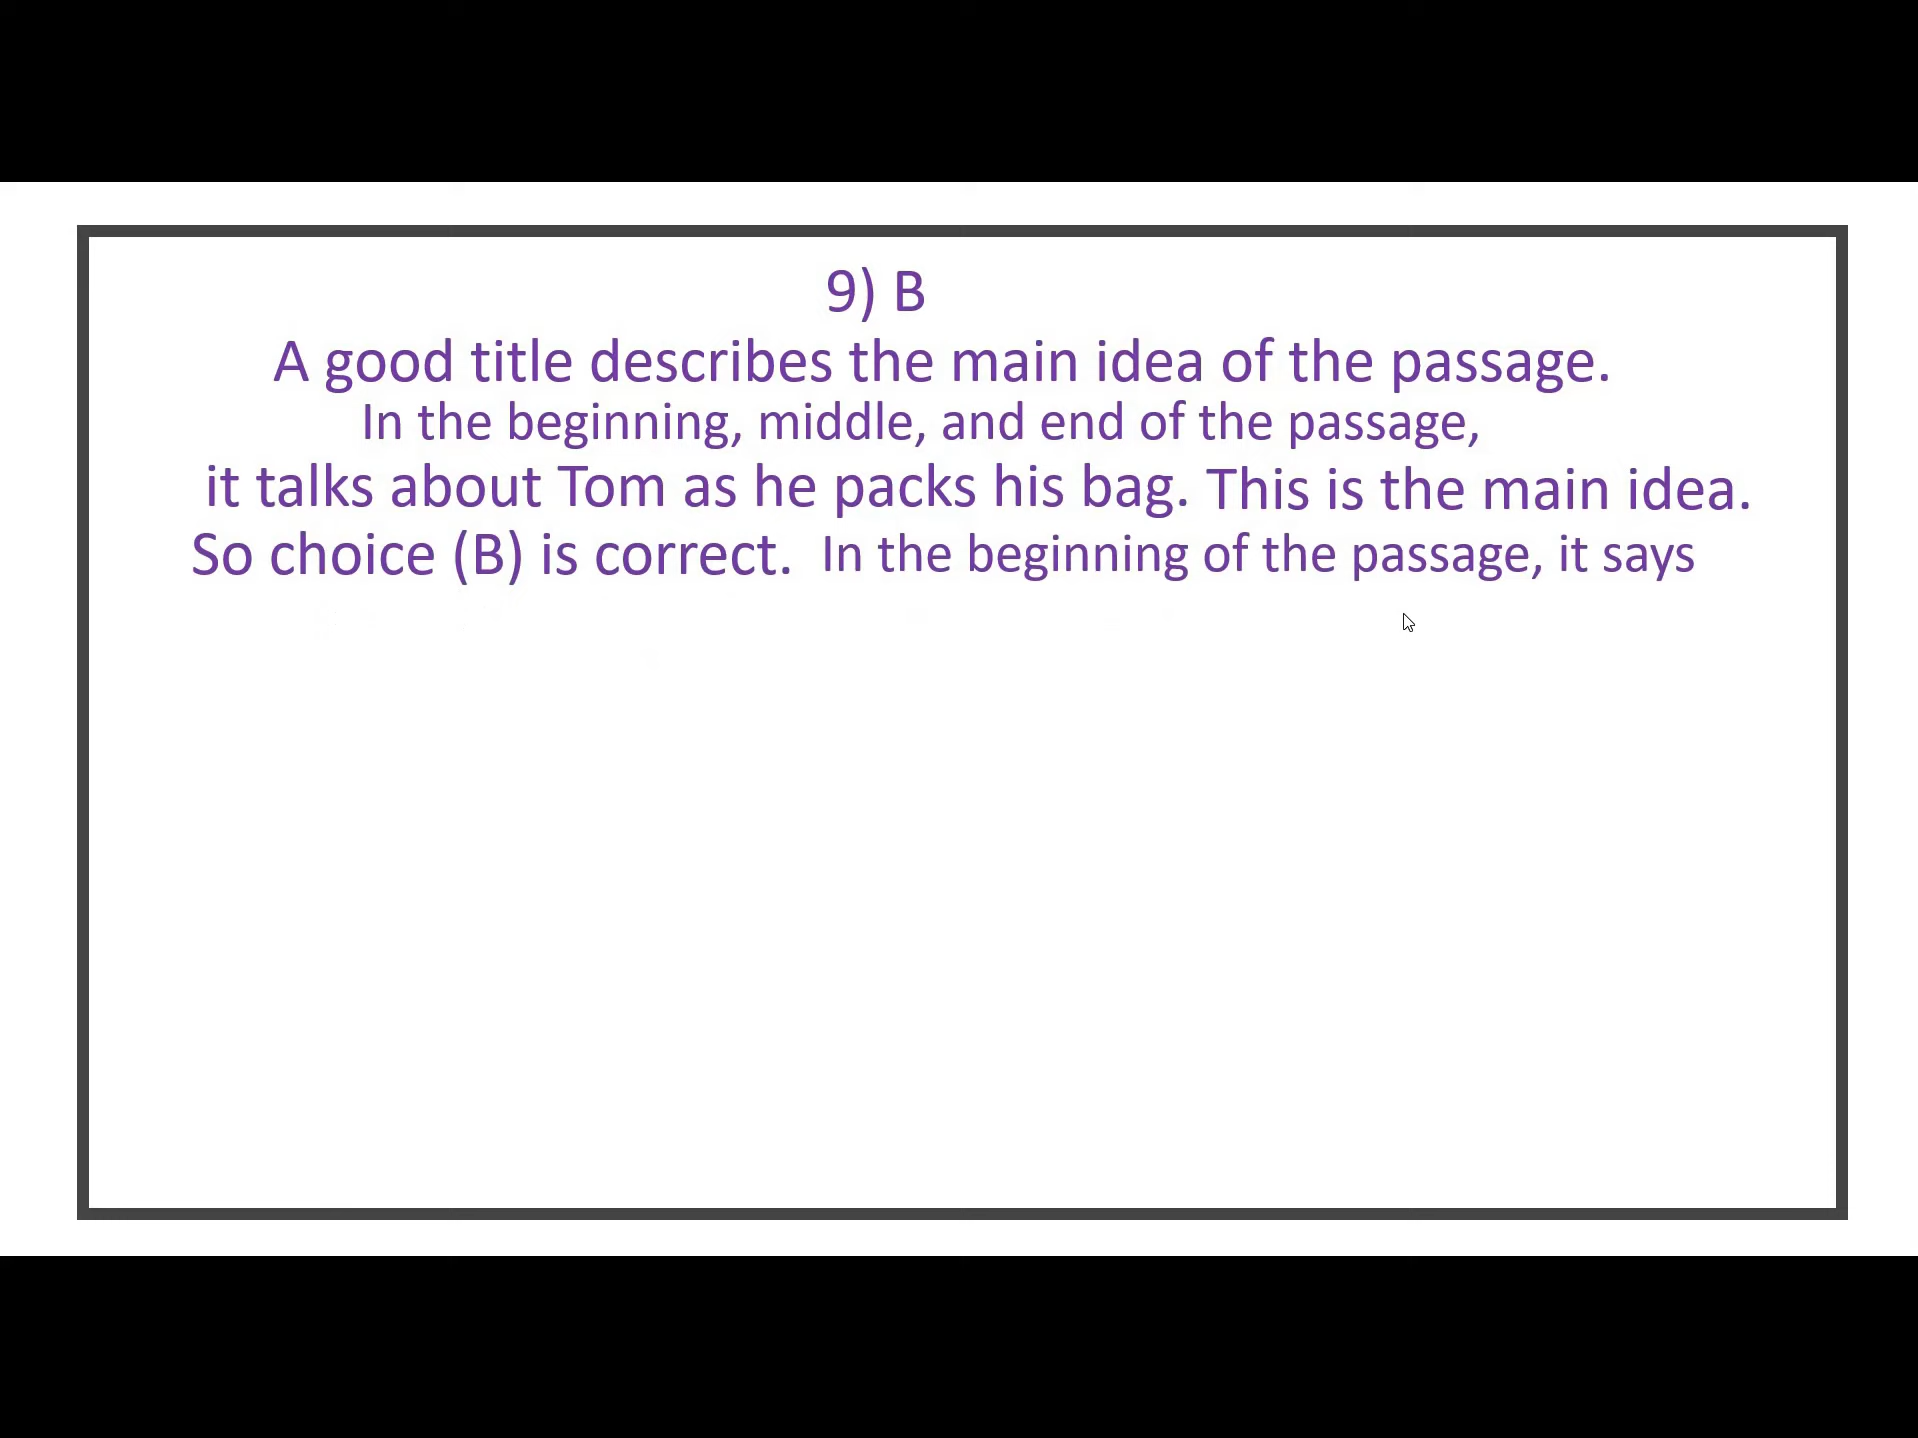 9) B
A good title describes the main idea of the passage.
In the beginning, middle, and end of the passage,
it talks about Tom as he packs his bag. This is the main idea.
So choice (B) is correct. In the beginning of the passage, it says